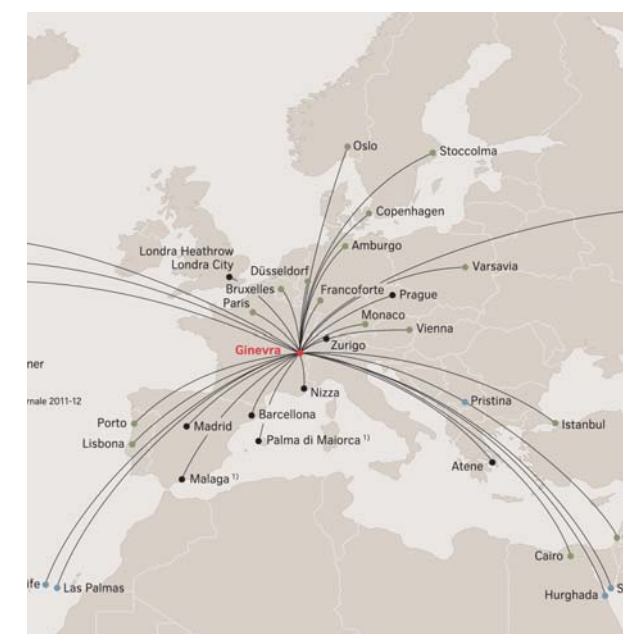 Oslo
Stoccolma
Copenhagen
Amburgo
Londra Heathrow
Londra City
Düsseldorf
Varsavia
Bruxelles
Francoforte
Prague
Paris
Monaco
Vienna
Zurigo
Ginevra
ner
Nizza
rnale 2011-12
Pristina
Barcellona
Porto
Madrid
Istanbul
Lisbona
Palma di Maiorca 1)
Atene
Malaga 1)
Cairo
ife
Las Palmas
Hurghada
S